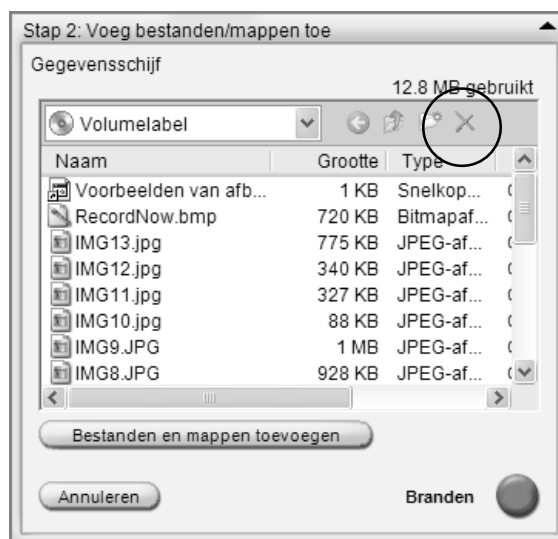 Stap 2: Voeg bestanden/mappen toe
Gegevensschijf
12.8 MB gebruikt
Volumelabel
Naam Grootte Type
Voorbeelden van afb... 1 KB Snelkop...
RecordNow.bmp 720 KB Bitmapaf...
IMG13.jpg 775 KB JPEG-af...
IMG12.jpg 340 KB JPEG-af...
IMG11.jpg 327 KB JPEG-af...
IMG10.jpg 88 KB JPEG-af...
IMG9.JPG 1 MB JPEG-af...
IMG8.JPG 928 KB JPEG-af...
Bestanden en mappen toevoegen
Annuleren Branden